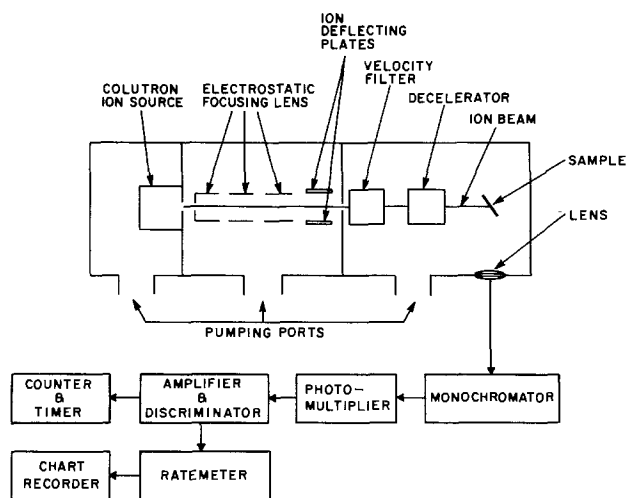 ION
DEFLECTING
PLATES
VELOCITY
FILTER
COLUTRON
ION SOURCE
ELECTROSTATIC
FOCUSING LENS
DECELERATOR
ION BEAM
SAMPLE
LENS
PUMPING PORTS
COUNTER
&
TIMER
AMPLIFIER
&
DISCRIMINATOR
PHOTO-
MULTIPLIER
MONOCHROMATOR
CHART
RECORDER
RATEMETER